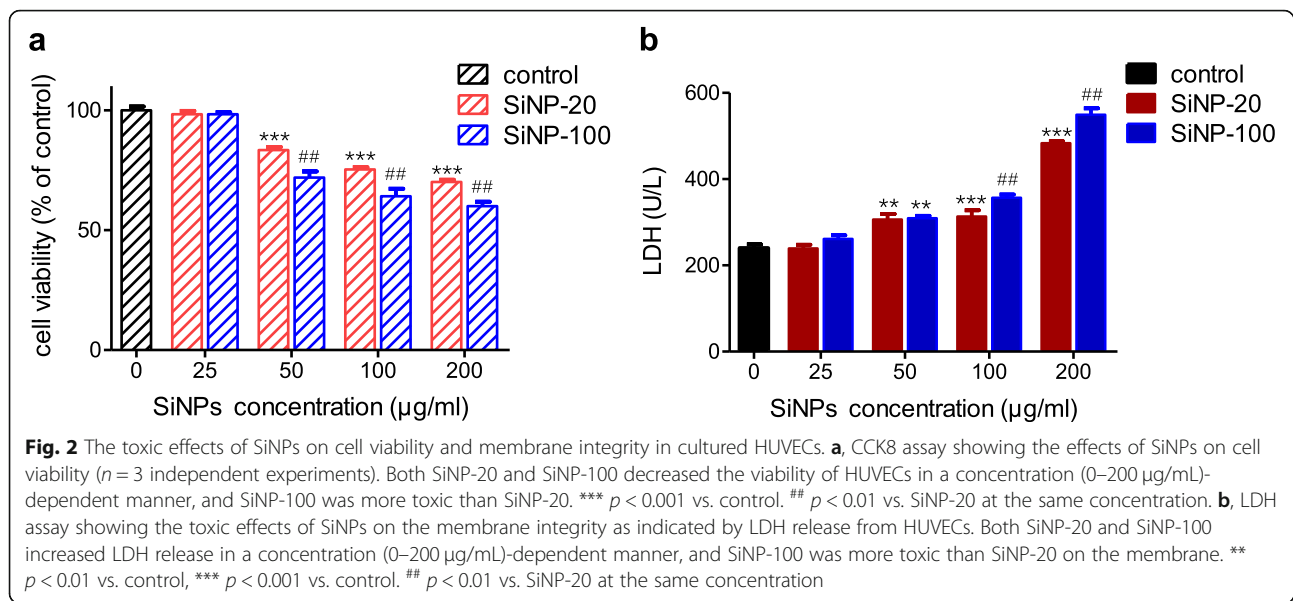 a
control
SiNP-20
SiNP-100
cell viability (% of control)
100
50
0
***
##
***
##
***
##
0 25 50 100 200
SiNPs concentration (µg/ml)
b
control
SiNP-20
SiNP-100
LDH (U/L)
600
400
200
0
**
**
***
##
***
##
0 25 50 100 200
SiNPs concentration (µg/ml)
Fig. 2 The toxic effects of SiNPs on cell viability and membrane integrity in cultured HUVECs. a, CCK8 assay showing the effects of SiNPs on cell
viability (n = 3 independent experiments). Both SiNP-20 and SiNP-100 decreased the viability of HUVECs in a concentration (0–200 µg/mL)-
dependent manner, and SiNP-100 was more toxic than SiNP-20. *** p < 0.001 vs. control. ## p < 0.01 vs. SiNP-20 at the same concentration. b, LDH
assay showing the toxic effects of SiNPs on the membrane integrity as indicated by LDH release from HUVECs. Both SiNP-20 and SiNP-100
increased LDH release in a concentration (0–200 µg/mL)-dependent manner, and SiNP-100 was more toxic than SiNP-20 on the membrane. **
p < 0.01 vs. control, *** p < 0.001 vs. control. ## p < 0.01 vs. SiNP-20 at the same concentration